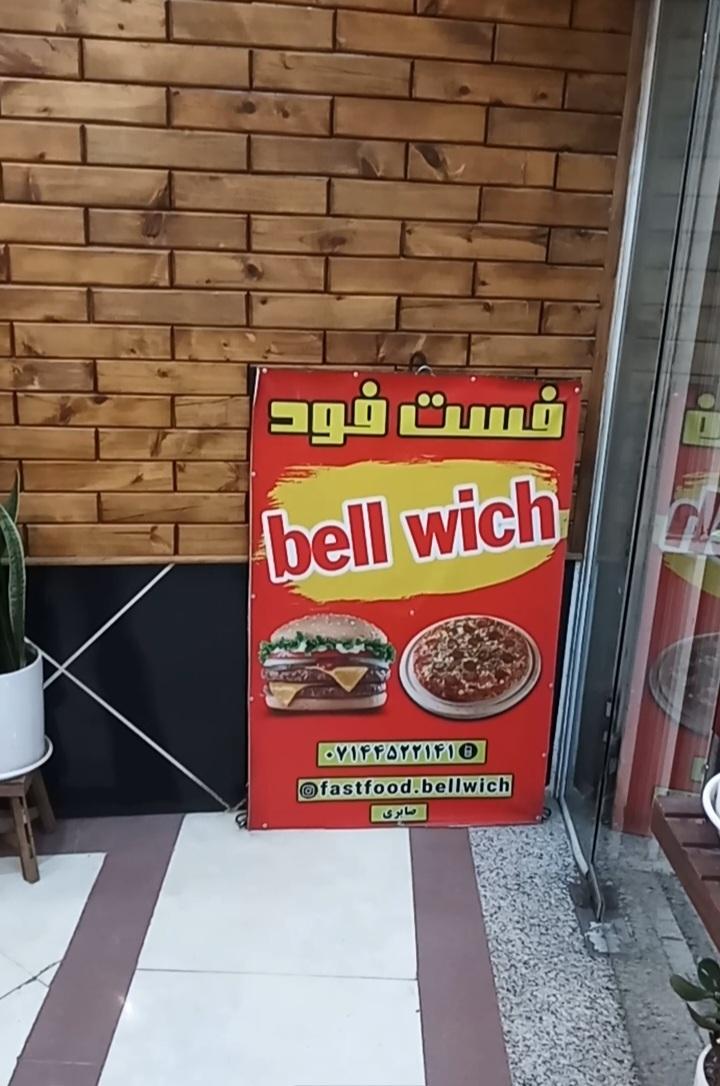 فست فود
bell wich
۰۷۱۴۴۵۲۲۱۴۱
fastfood.bellwich
صابری